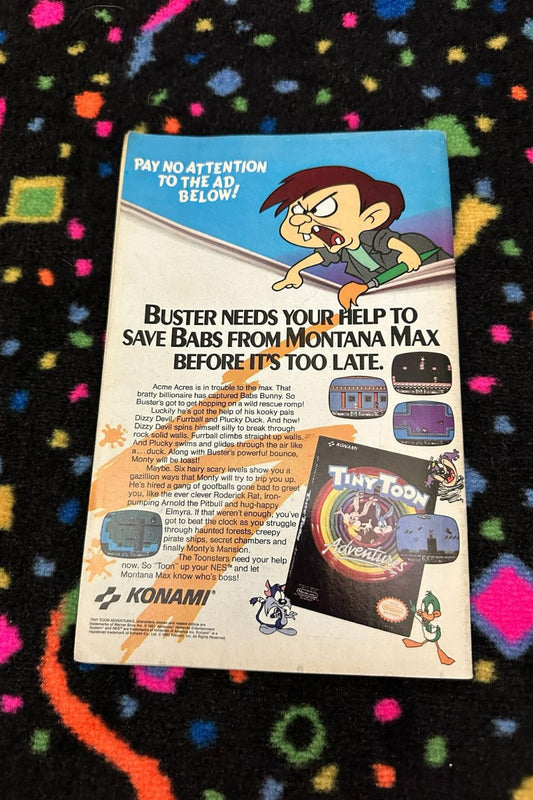 PAY NO ATTENTION
TO THE AD
BELOW!
BUSTER NEEDS YOUR HELP TO
SAVE BABS FROM MONTANA MAX
BEFORE IT'S TOO LATE.
Acme Acres is in trouble to the max. That
bratty billionaire has captured Babs Bunny. So
Buster's got to get hopping on a wild rescue romp!
Luckily he's got the help of his kooky pals
Dizzy Devil, Furrball and Plucky Duck. And how!
Dizzy Devil spins himself silly to break through
rock solid walls. Furrball climbs straight up walls.
And Plucky swims and glides through the air like
a...duck. Along with Buster's powerful bounce,
Monty will be toast!
Maybe. Six hairy scary levels show you a
gazillion ways that Monty will try to trip you up.
He's hired a gang of goofballs gone bad to greet
you, like the ever clever Roderick Rat, iron-
pumping Arnold the Pitbull and hug-happy
Elmyra. If that weren't enough, you've
got to beat the clock as you struggle
through haunted forests, creepy
pirate ships, secret chambers and
finally Monty's Mansion.
The Toonsters need your help
now. So "Toon" up your NES™ and let
Montana Max know who's boss!
KONAMI®
KONAMI
TINY TOON
Adventures